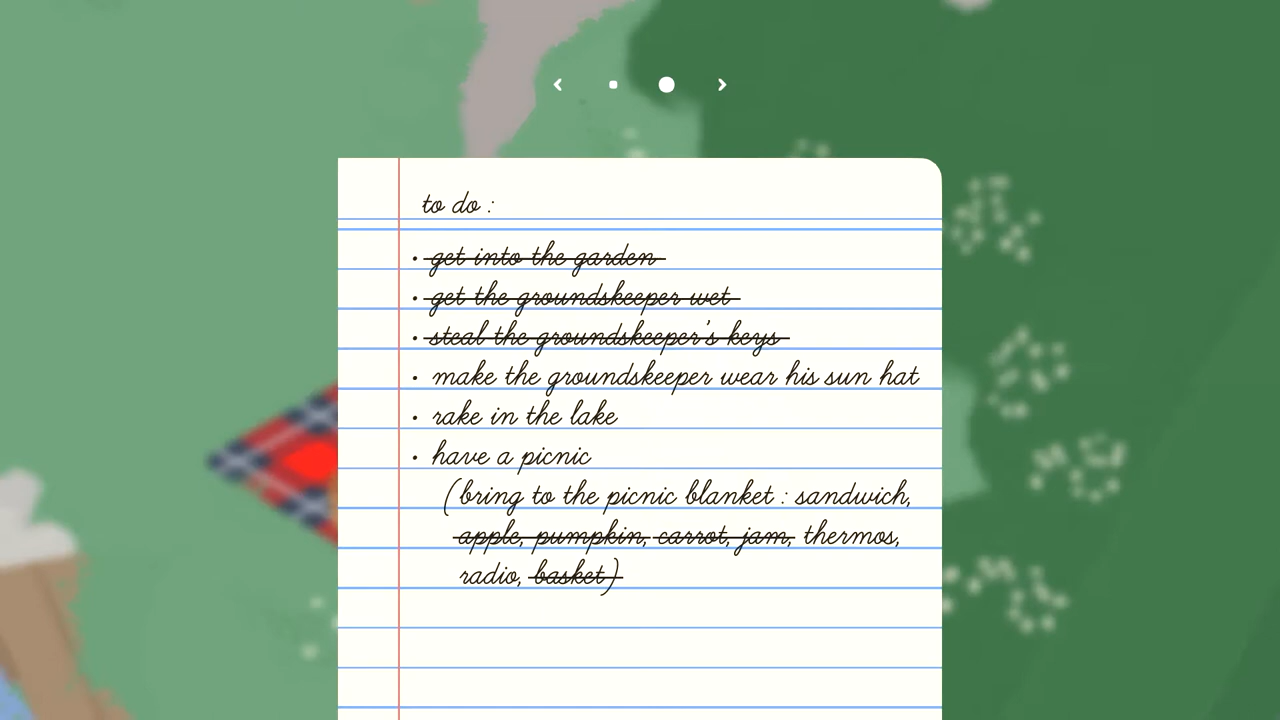 to do :
• get into the garden
• get the groundskeeper wet
• steal the groundskeeper's keys
• make the groundskeeper wear his sun hat
• rake in the lake
• have a picnic
(bring to the picnic blanket : sandwich,
apple, pumpkin, carrot, jam, thermos,
radio, basket)